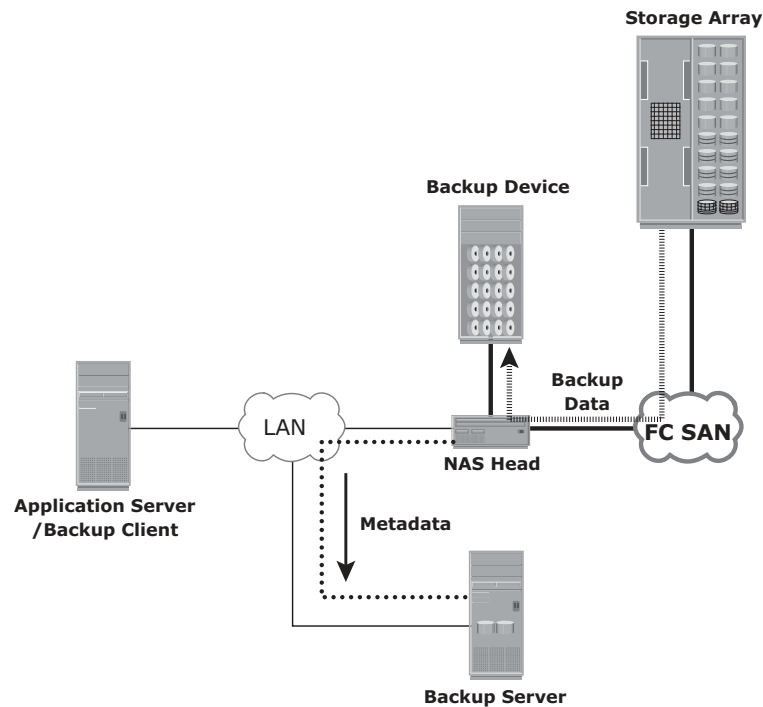 Storage Array
Backup Device
Backup
Data
LAN
FC SAN
NAS Head
Application Server
/Backup Client
Metadata
Backup Server